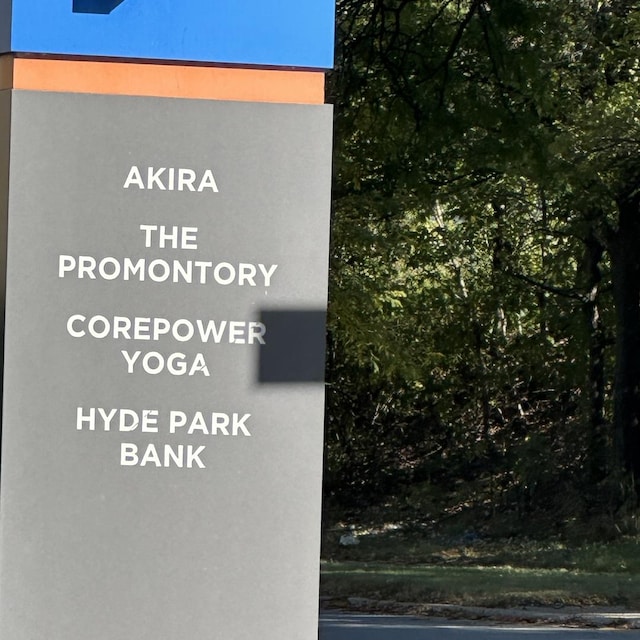 AKIRA
THE
PROMONTORY
COREPOWER
YOGA
HYDE PARK
BANK